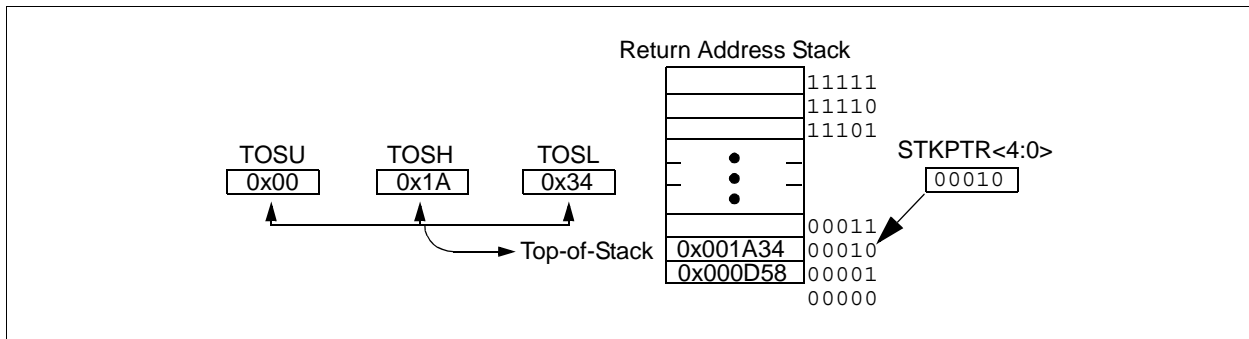 Return Address Stack
11111
11110
11101
TOSU TOSH TOSL STKPTR<4:0>
0x00 0x1A 0x34 00010
00011
Top-of-Stack 0x001A34 00010
0x000D58 00001
00000